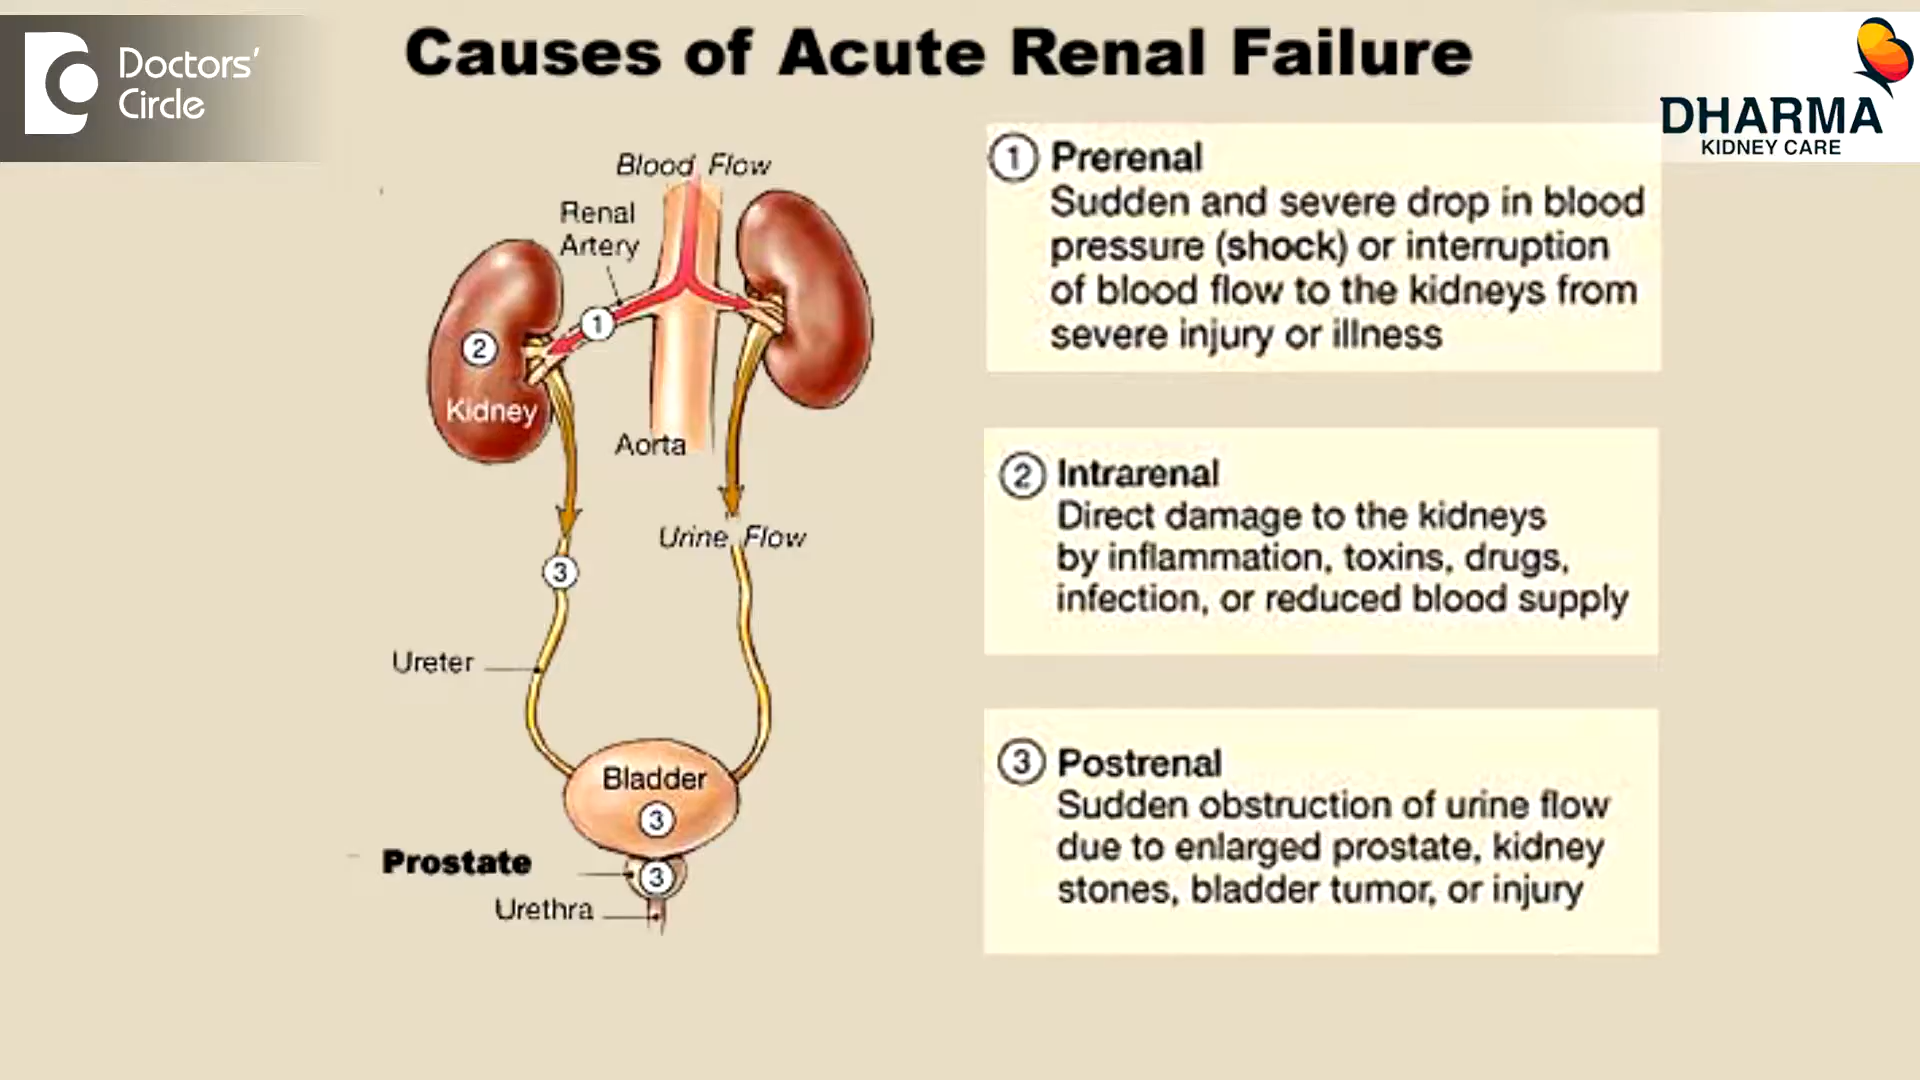 Doctors'
Circle
Causes of Acute Renal Failure
DHARMA
KIDNEY CARE
Blood Flow
Renal
Artery
1
2
Kidney
Aorta
Urine Flow
3
Ureter
Bladder
3
Prostate
3
Urethra
1 Prerenal
Sudden and severe drop in blood
pressure (shock) or interruption
of blood flow to the kidneys from
severe injury or illness
2 Intrarenal
Direct damage to the kidneys
by inflammation, toxins, drugs,
infection, or reduced blood supply
3 Postrenal
Sudden obstruction of urine flow
due to enlarged prostate, kidney
stones, bladder tumor, or injury